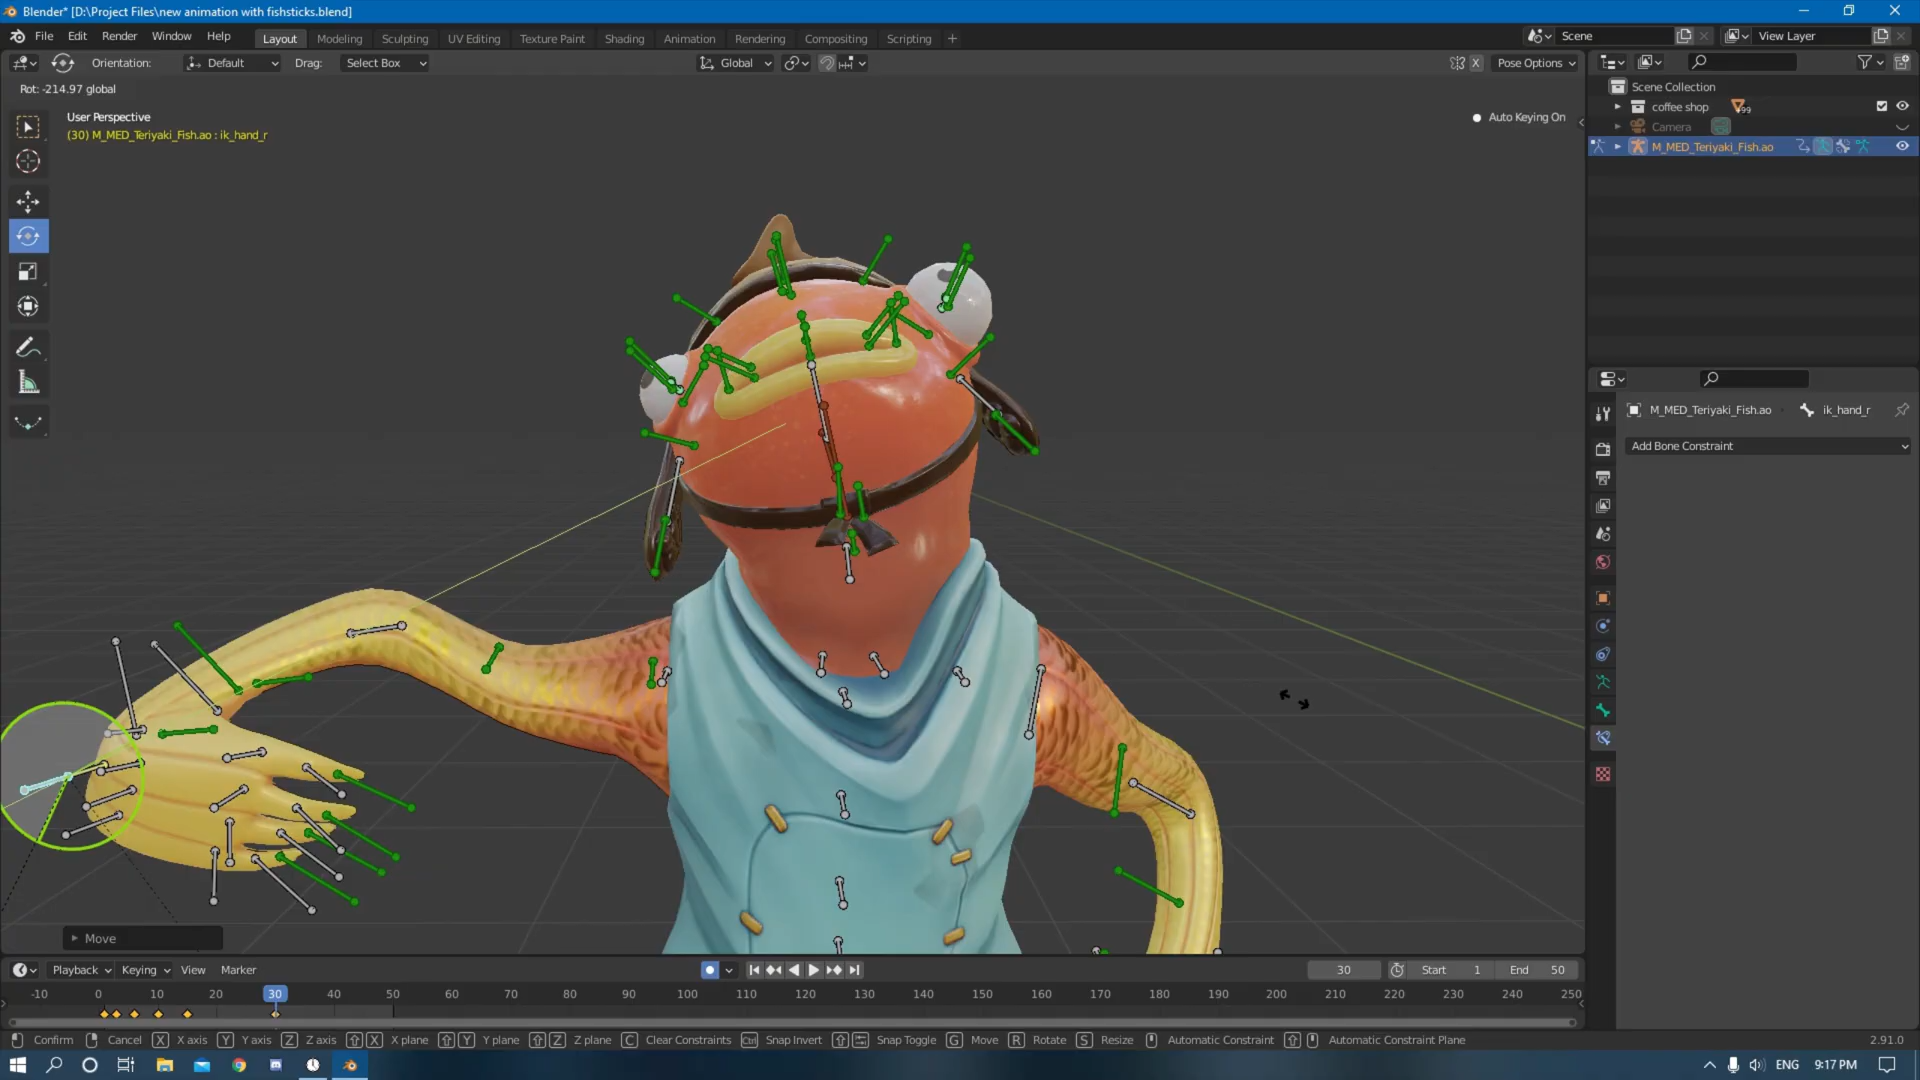 Blender* [D:\Project Files\new animation with fishsticks.blend]
File Edit Render Window Help Layout Modeling Sculpting UV Editing Texture Paint Shading Animation Rendering Compositing Scripting + Scene View Layer
Orientation: Default Drag: Select Box Global X Pose Options
Rot: -214.97 global
User Perspective
(30) M_MED_Teriyaki_Fish.ao : ik_hand_r
Auto Keying On
Scene Collection
coffee shop 99
Camera
M_MED_Teriyaki_Fish.ao
M_MED_Teriyaki_Fish.ao ik_hand_r
Add Bone Constraint
Move
Playback Keying View Marker 30 Start 1 End 50
-10 0 10 20 30 40 50 60 70 80 90 100 110 120 130 140 150 160 170 180 190 200 210 220 230 240 250
Confirm Cancel X X axis Y Y axis Z Z axis X X plane Y Y plane Z Z plane C Clear Constraints Ctrl Snap Invert Snap Toggle G Move R Rotate S Resize Automatic Constraint Automatic Constraint Plane 2.91.0
ENG 9:17 PM